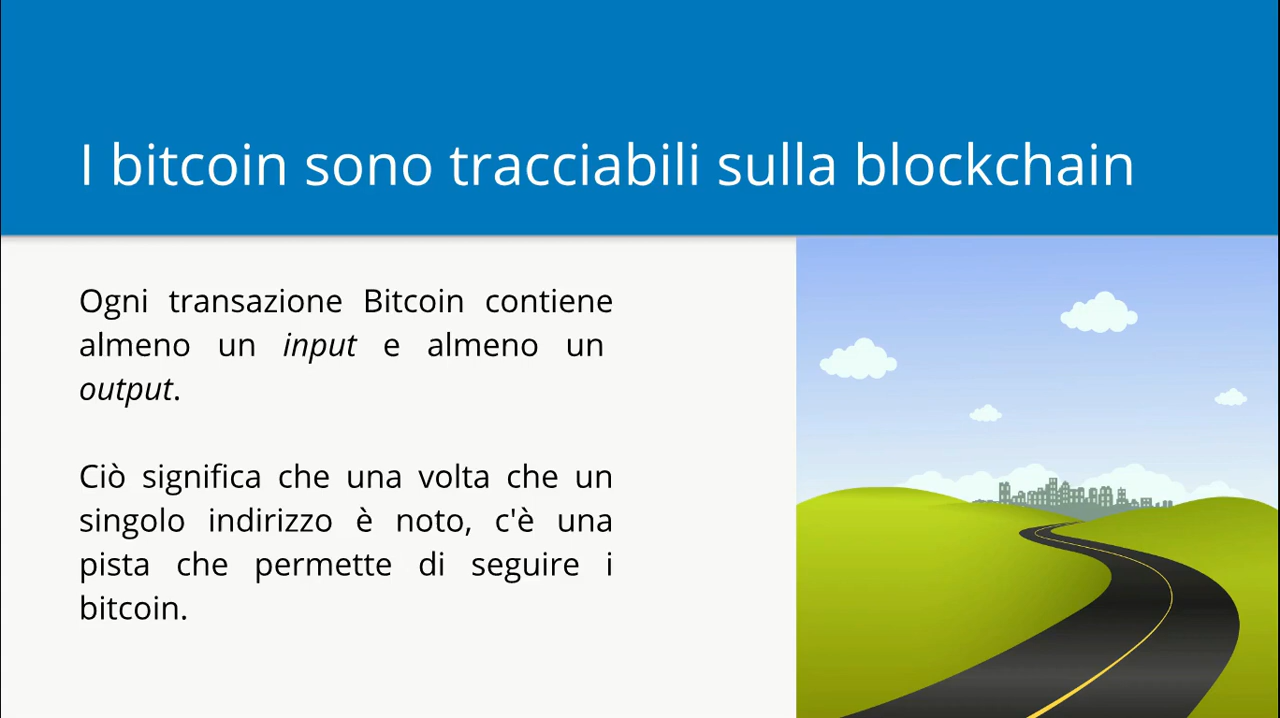 I bitcoin sono tracciabili sulla blockchain
Ogni transazione Bitcoin contiene
almeno un input e almeno un
output.
Ciò significa che una volta che un
singolo indirizzo è noto, c'è una
pista che permette di seguire i
bitcoin.